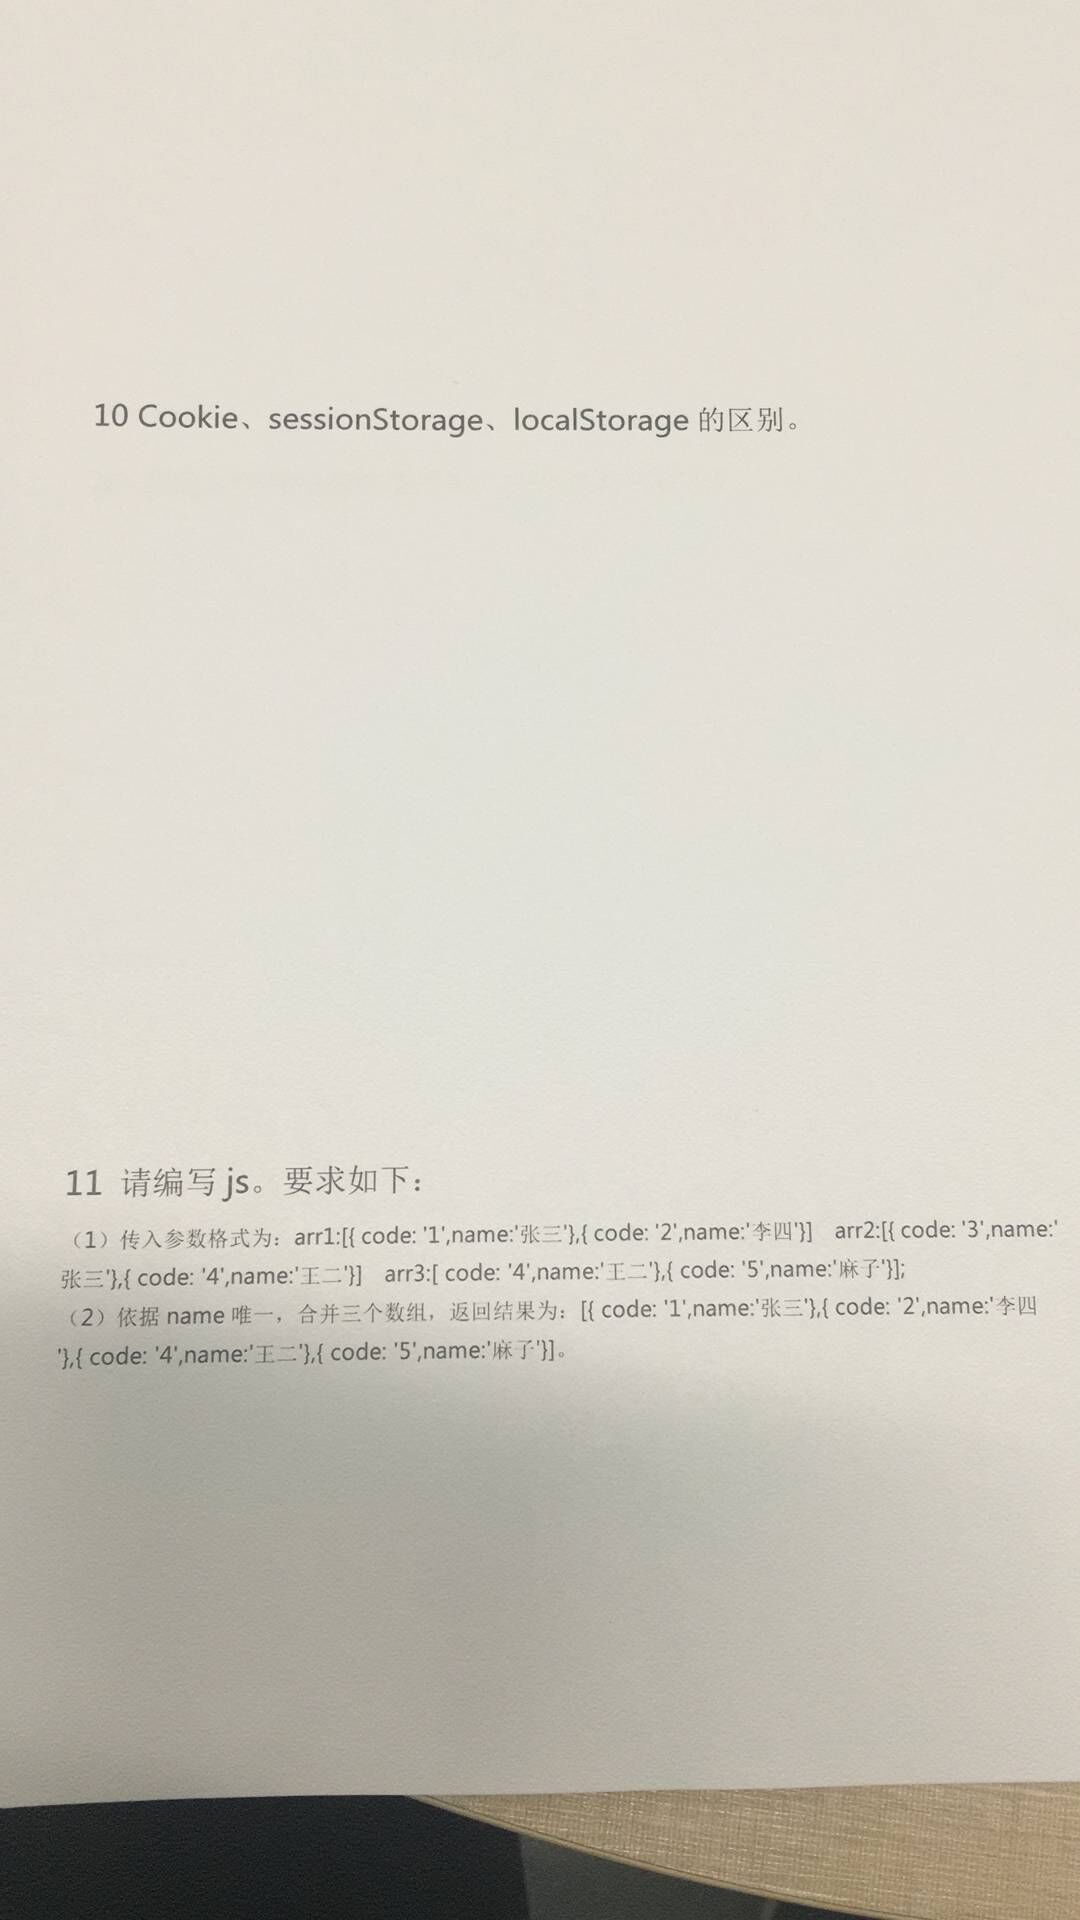 10 Cookie、sessionStorage、localStorage 的区别。
11 请编写 js。要求如下：
（1）传入参数格式为：arr1:[{ code: '1',name:'张三'},{ code: '2',name:'李四'}] arr2:[{ code: '3',name:'
张三'},{ code: '4',name:'王二'}] arr3:[ code: '4',name:'王二'},{ code: '5',name:'麻子'}];
（2）依据 name 唯一，合并三个数组，返回结果为：[{ code: '1',name:'张三'},{ code: '2',name:'李四
'},{ code: '4',name:'王二'},{ code: '5',name:'麻子'}]。